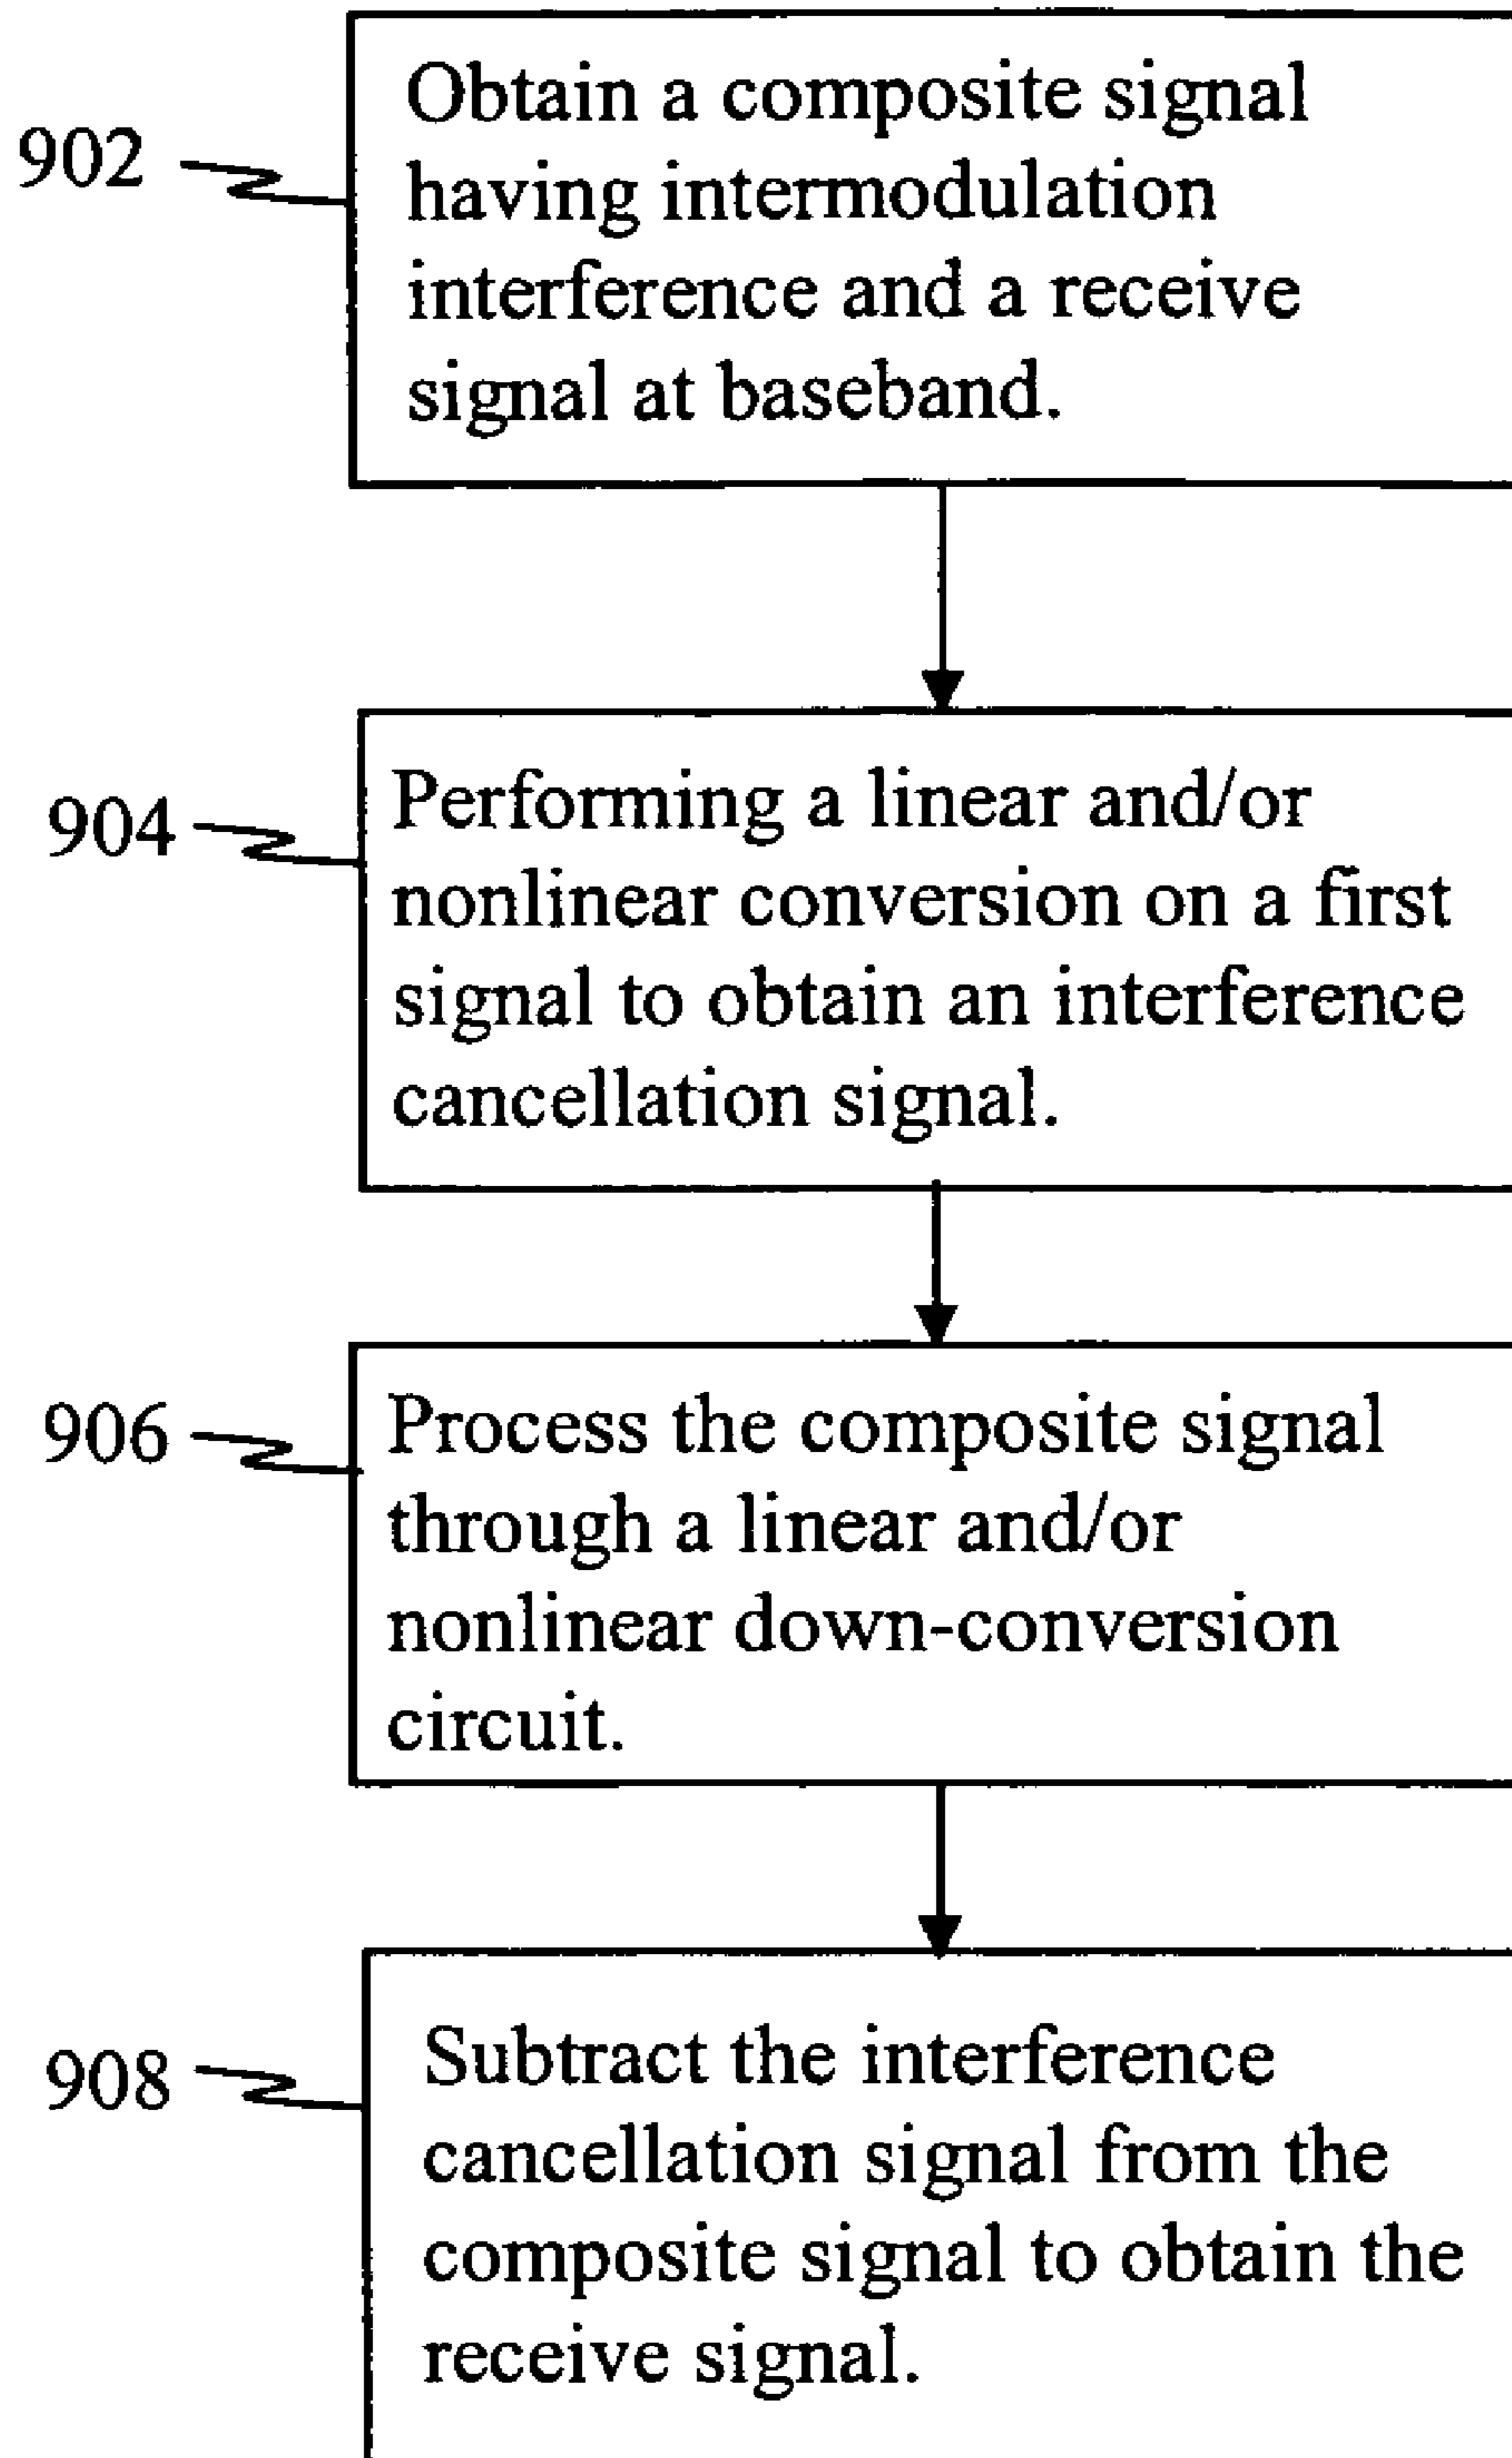 902
Obtain a composite signal
having intermodulation
interference and a receive
signal at baseband.
904
Performing a linear and/or
nonlinear conversion on a first
signal to obtain an interference
cancellation signal.
906
Process the composite signal
through a linear and/or
nonlinear down-conversion
circuit.
908
Subtract the interference
cancellation signal from the
composite signal to obtain the
receive signal.